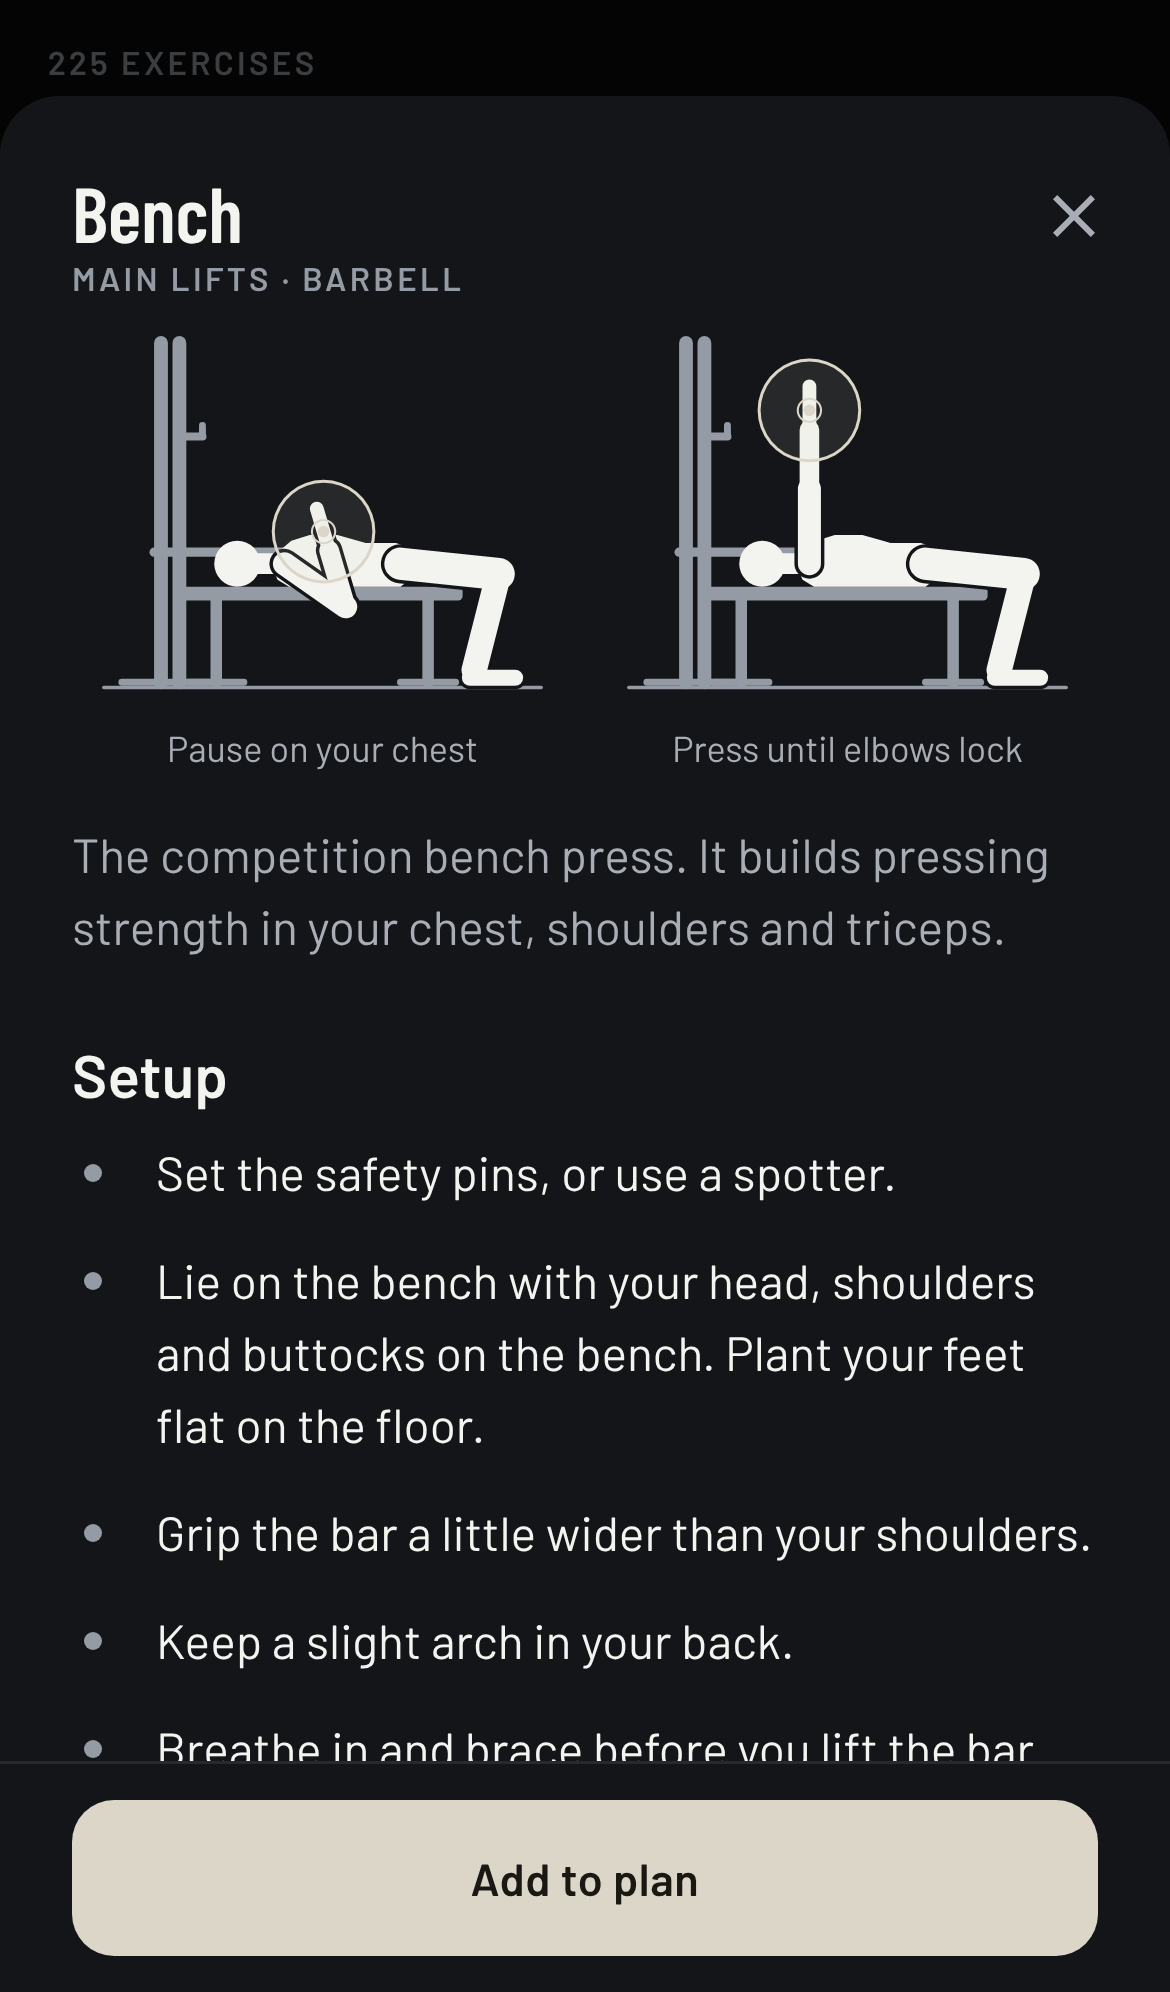 225 EXERCISES
Bench
MAIN LIFTS · BARBELL
Pause on your chest
Press until elbows lock
The competition bench press. It builds pressing
strength in your chest, shoulders and triceps.
Setup
Set the safety pins, or use a spotter.
Lie on the bench with your head, shoulders
and buttocks on the bench. Plant your feet
flat on the floor.
Grip the bar a little wider than your shoulders.
Keep a slight arch in your back.
Breathe in and brace before you lift the bar
Add to plan